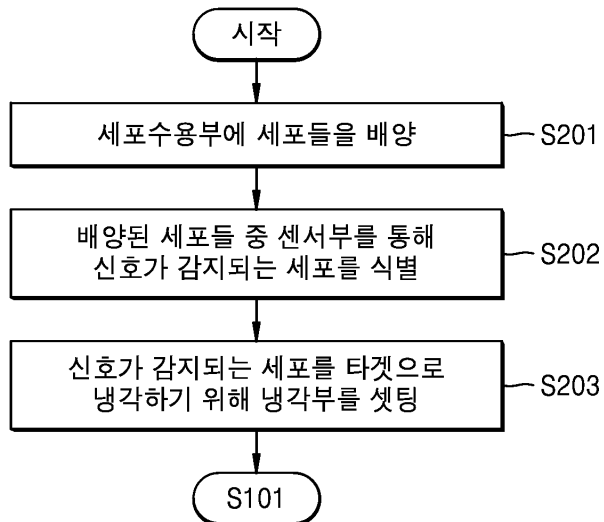 시작
세포수용부에 세포들을 배양
S201
배양된 세포들 중 센서부를 통해
신호가 감지되는 세포를 식별
S202
신호가 감지되는 세포를 타겟으로
냉각하기 위해 냉각부를 셋팅
S203
S101